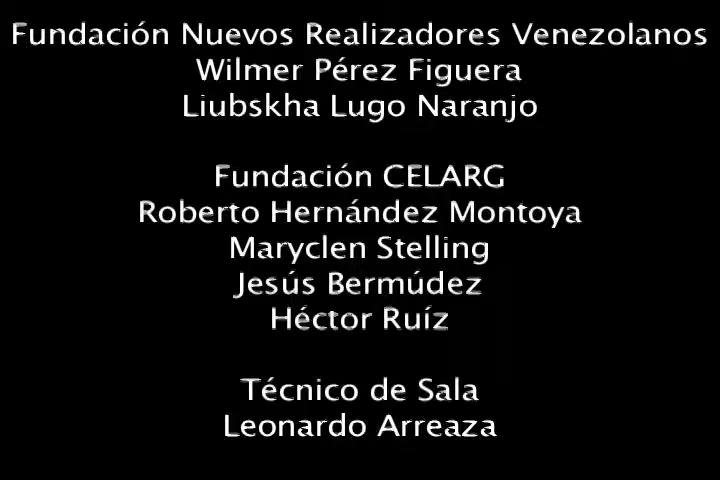 Fundación Nuevos Realizadores Venezolanos
Wilmer Pérez Figuera
Liubskha Lugo Naranjo
Fundación CELARG
Roberto Hernández Montoya
Maryclen Stelling
Jesús Bermúdez
Héctor Ruíz
Técnico de Sala
Leonardo Arreaza